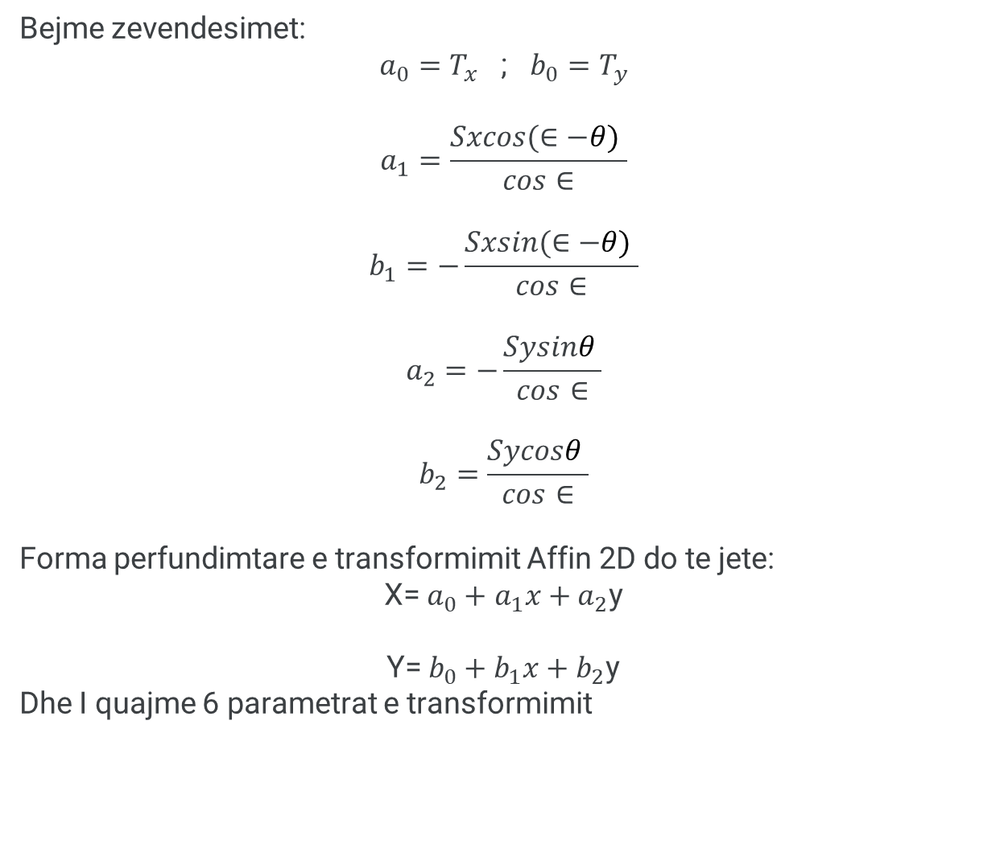 Bejme zevendesimet:
a₀ = Tₓ ; b₀ = T_y
a₁ = Sxcos(∈ −θ) / cos ∈
b₁ = − Sxsin(∈ −θ) / cos ∈
a₂ = − Sysinθ / cos ∈
b₂ = Sycosθ / cos ∈
Forma perfundimtare e transformimit Affin 2D do te jete:
X= a₀ + a₁x + a₂y
Y= b₀ + b₁x + b₂y
Dhe I quajme 6 parametrat e transformimit